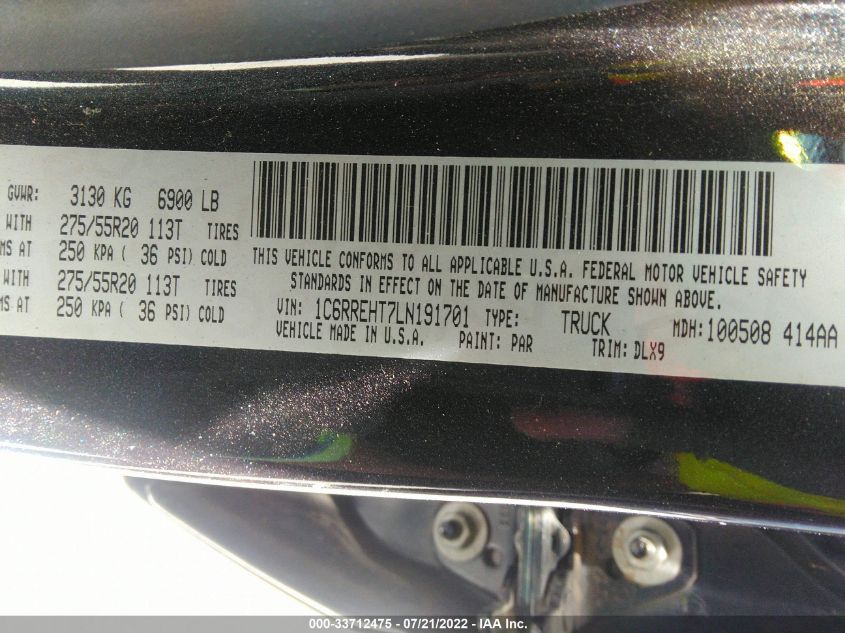 GVWR: 3130 KG 6900 LB
WITH 275/55R20 113T TIRES
MS AT 250 KPA ( 36 PSI) COLD
WITH 275/55R20 113T TIRES
MS AT 250 KPA ( 36 PSI) COLD
THIS VEHICLE CONFORMS TO ALL APPLICABLE U.S.A. FEDERAL MOTOR VEHICLE SAFETY
STANDARDS IN EFFECT ON THE DATE OF MANUFACTURE SHOWN ABOVE.
VIN: 1C6RREHT7LN191701 TYPE: TRUCK MDH:100508 414AA
VEHICLE MADE IN U.S.A. PAINT: PAR TRIM: DLX9
000-33712475 - 07/21/2022 - IAA Inc.